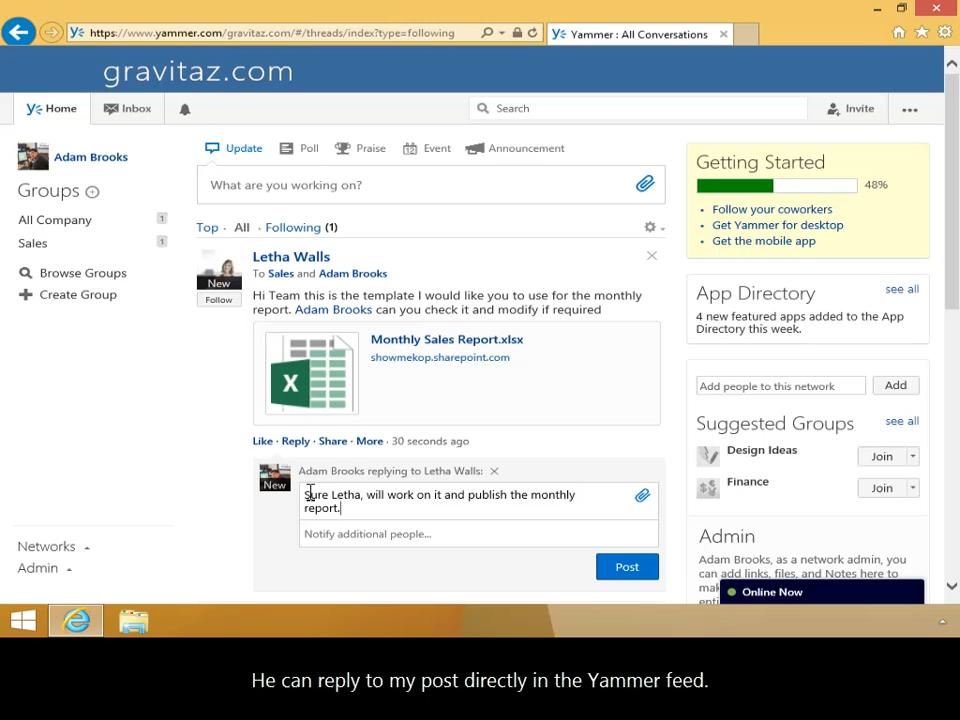 https://www.yammer.com/gravitaz.com/#/threads/index?type=following
Yammer : All Conversations
gravitaz.com
Home
Inbox
Search
Invite
Adam Brooks
Groups
All Company 1
Sales 1
Browse Groups
Create Group
Networks
Admin
Update
Poll
Praise
12
Event
Announcement
What are you working on?
Top · All · Following (1)
Letha Walls
To Sales and Adam Brooks
New
Follow
Hi Team this is the template I would like you to use for the monthly
report. Adam Brooks can you check it and modify if required
X
Monthly Sales Report.xlsx
showmekop.sharepoint.com
Like · Reply · Share · More · 30 seconds ago
New
Adam Brooks replying to Letha Walls:
Sure Letha, will work on it and publish the monthly
report.
Notify additional people...
Post
Getting Started
48%
• Follow your coworkers
• Get Yammer for desktop
• Get the mobile app
App Directory
see all
4 new featured apps added to the App
Directory this week.
Add people to this network
Add
Suggested Groups
see all
Design Ideas
Join
Finance
Join
Admin
Adam Brooks, as a network admin, you
can add links, files, and Notes here to
Online Now
He can reply to my post directly in the Yammer feed.